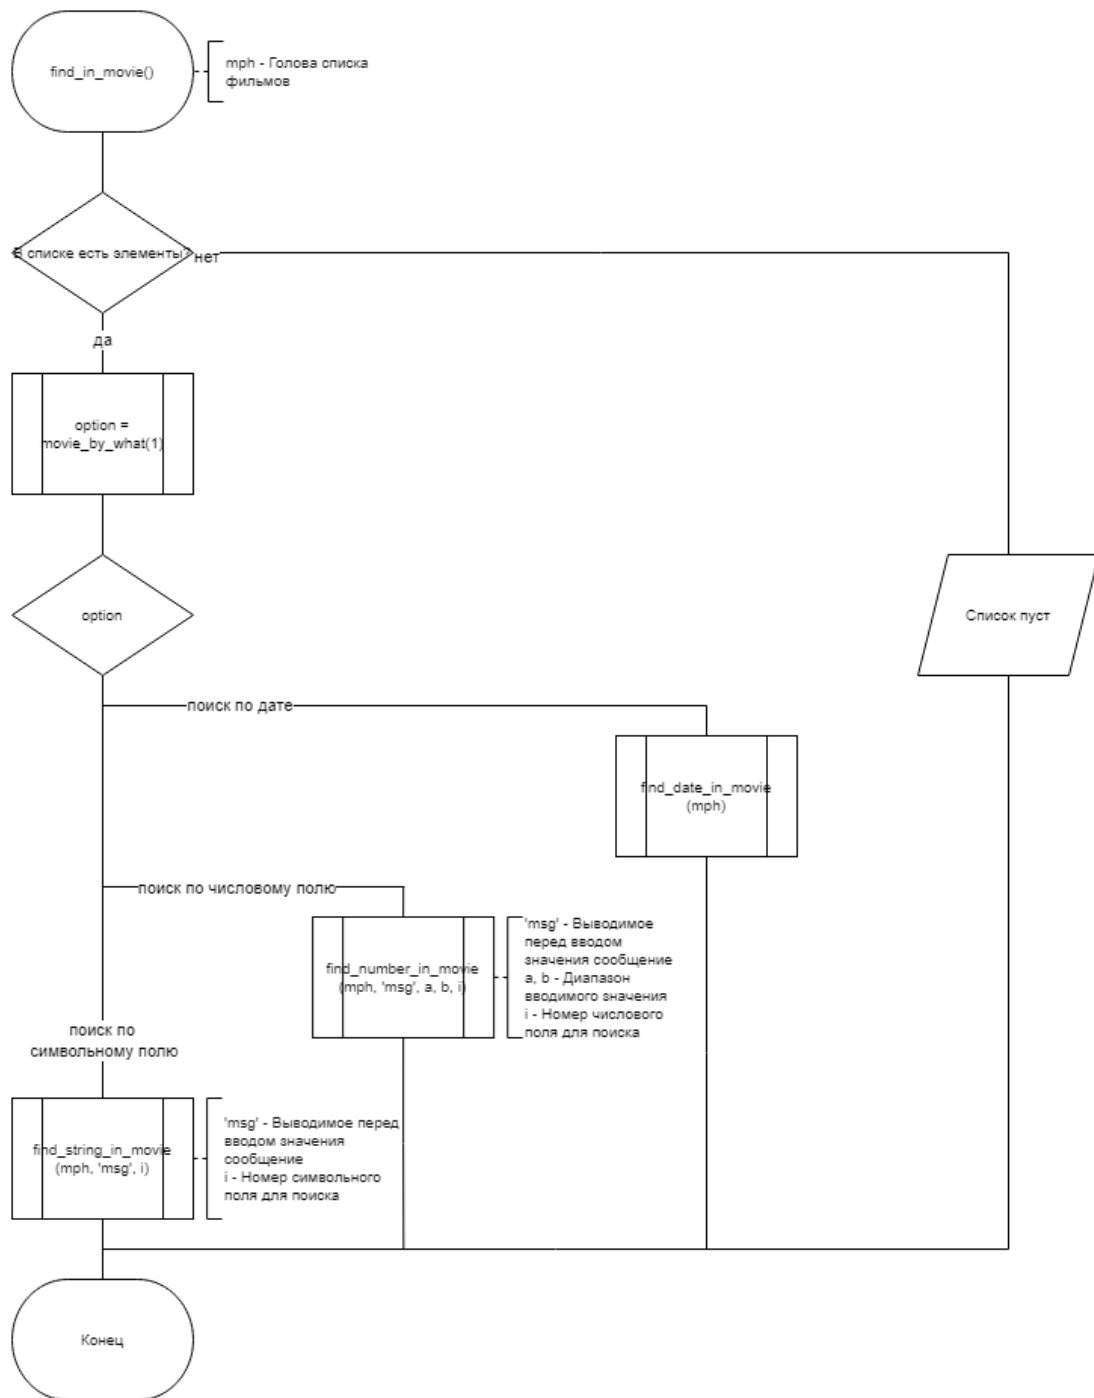 find_in_movie()
mph - Голова списка
фильмов
В списке есть элементы?
нет
да
option =
movie_by_what(1)
option
Список пуст
поиск по дате
find_date_in_movie
(mph)
поиск по числовому полю
find_number_in_movie
(mph, 'msg', a, b, i)
'msg' - Выводимое
перед вводом
значения сообщение
a, b - Диапазон
вводимого значения
i - Номер числового
поля для поиска
поиск по
символьному полю
find_string_in_movie
(mph, 'msg', i)
'msg' - Выводимое перед
вводом значения
сообщение
i - Номер символьного
поля для поиска
Конец